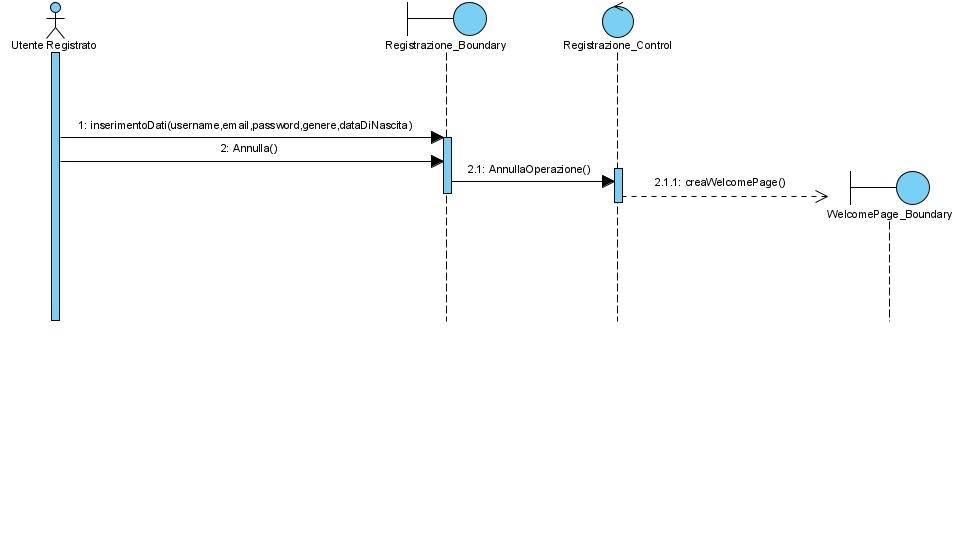 Utente Registrato
Registrazione_Boundary
Registrazione_Control
1: inserimentoDati(username,email,password,genere,dataDiNascita)
2: Annulla()
2.1: AnnullaOperazione()
2.1.1: creaWelcomePage()
WelcomePage_Boundary